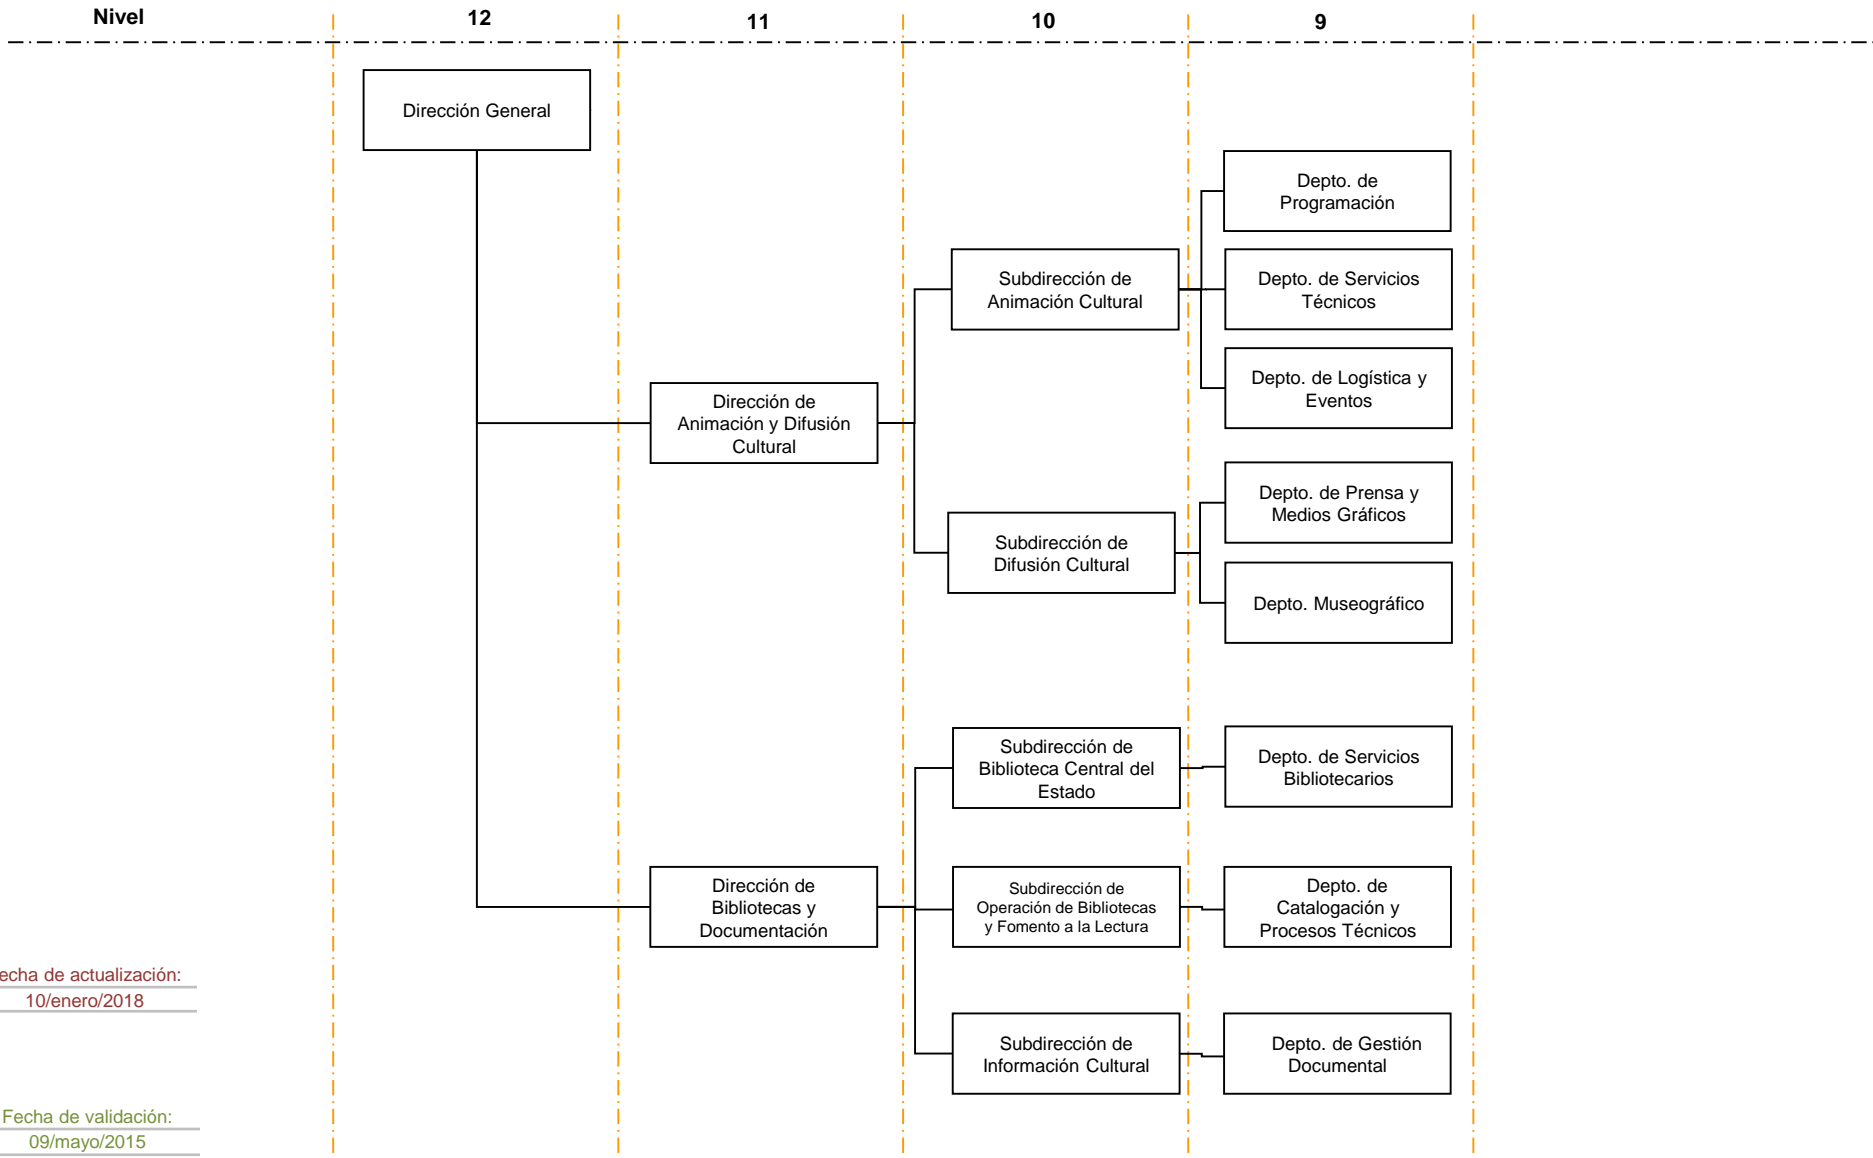 Nivel
12
11
10
9
Dirección General
Depto. de
Programación
Subdirección de
Animación Cultural
Depto. de Servicios
Técnicos
Depto. de Logística y
Eventos
Dirección de
Animación y Difusión
Cultural
Depto. de Prensa y
Medios Gráficos
Subdirección de
Difusión Cultural
Depto. Museográfico
Subdirección de
Biblioteca Central del
Estado
Depto. de Servicios
Bibliotecarios
Dirección de
Bibliotecas y
Documentación
Subdirección de
Operación de Bibliotecas
y Fomento a la Lectura
Depto. de
Catalogación y
Procesos Técnicos
echa de actualización:
10/enero/2018
Subdirección de
Información Cultural
Depto. de Gestión
Documental
Fecha de validación:
09/mayo/2015